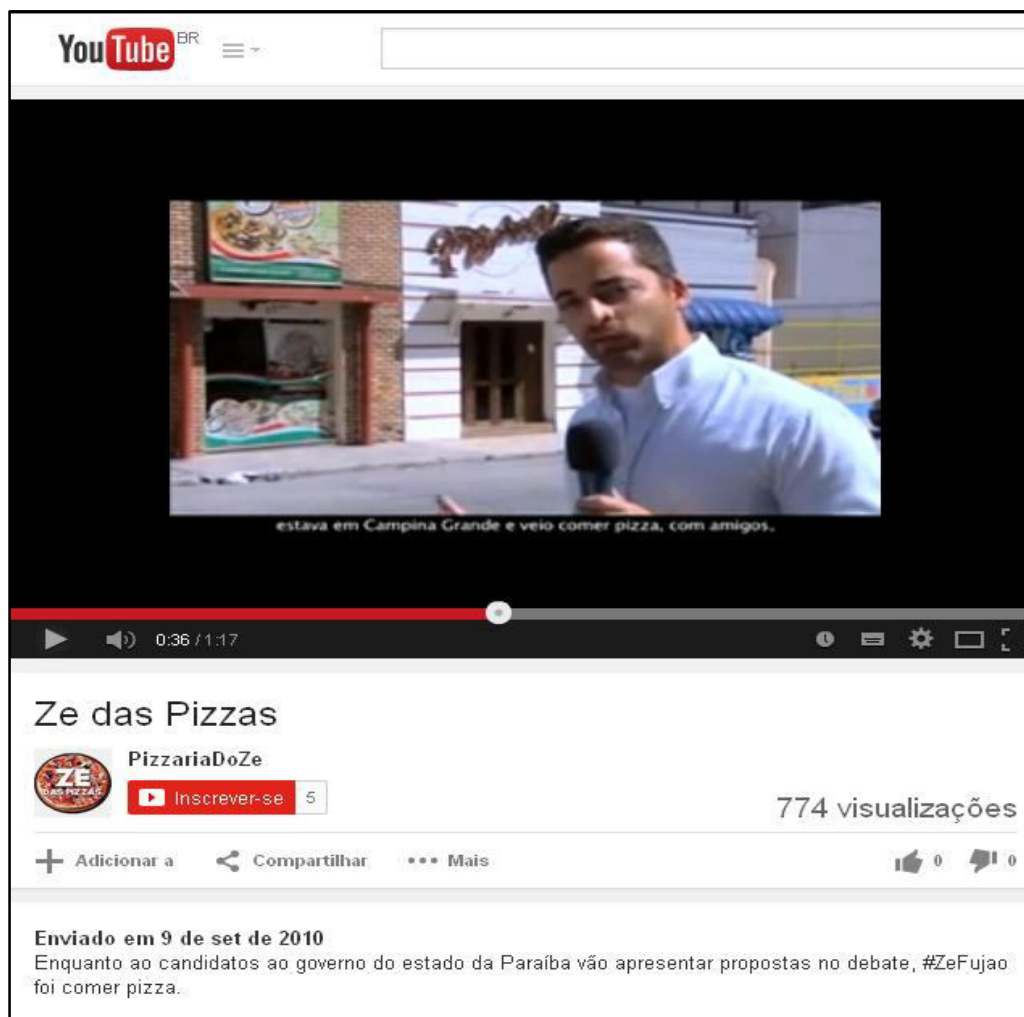 YouTube BR
estava em Campina Grande e veio comer pizza, com amigos.
0:36 / 1:17
Ze das Pizzas
ZÉ
DAS PIZZAS
PizzariaDoZe
Inscrever-se 5
774 visualizações
Adicionar a Compartilhar Mais 0 0
Enviado em 9 de set de 2010
Enquanto ao candidatos ao governo do estado da Paraíba vão apresentar propostas no debate, #ZeFujao
foi comer pizza.